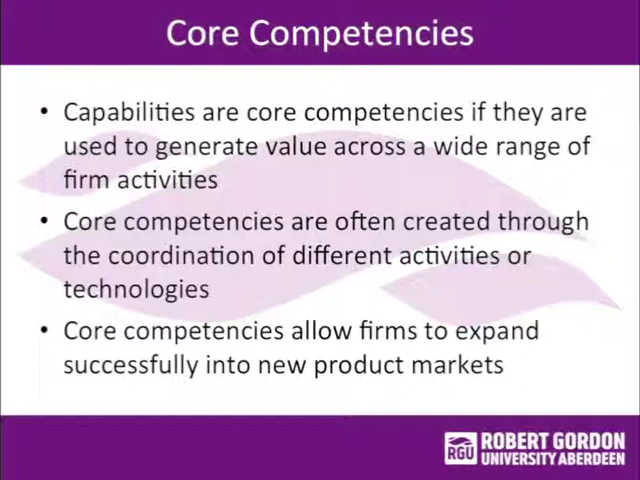 Core Competencies
• Capabilities are core competencies if they are
used to generate value across a wide range of
firm activities
• Core competencies are often created through
the coordination of different activities or
technologies
• Core competencies allow firms to expand
successfully into new product markets
RGU
ROBERT GORDON
UNIVERSITY ABERDEEN